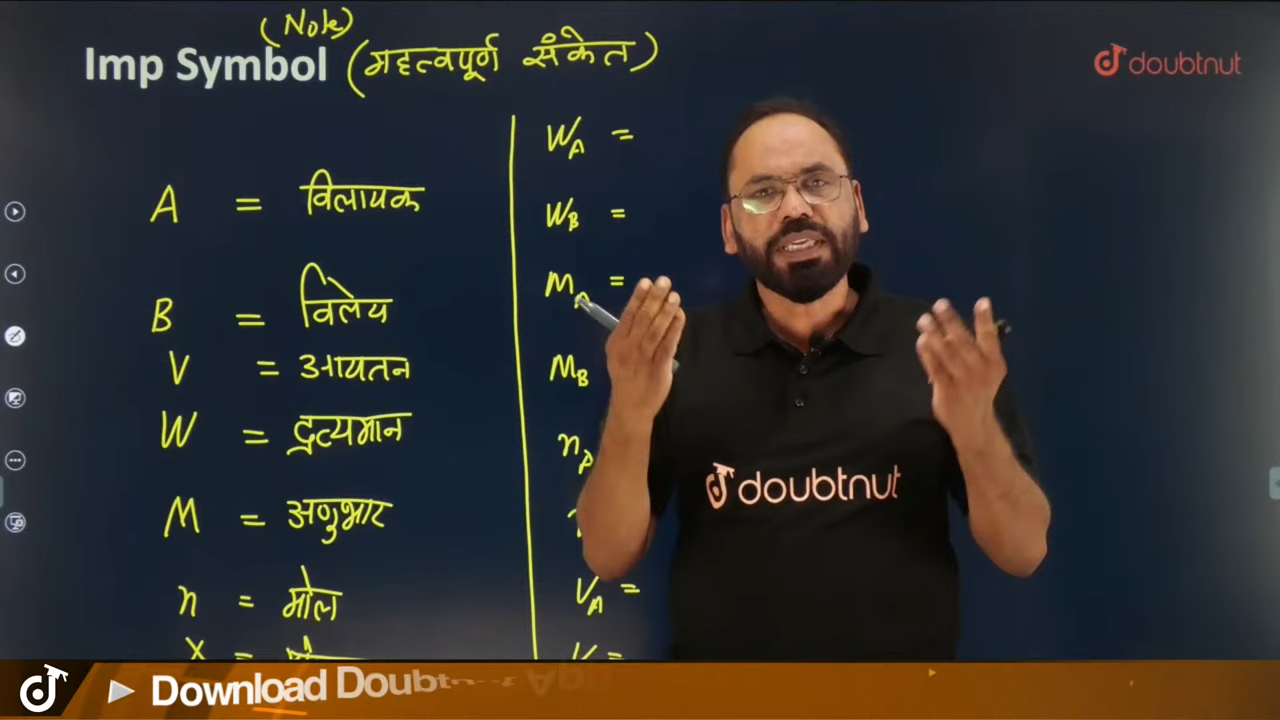 (Note)
Imp Symbol (महत्वपूर्ण संकेत)
doubtnut
A = विलायक
B = विलेय
V = आयतन
W = द्रव्यमान
M = अणुभार
n = मोल
X =
W_A =
W_B =
M_A =
M_B
n_A
V_A =
doubtnut
Download Doubtnut